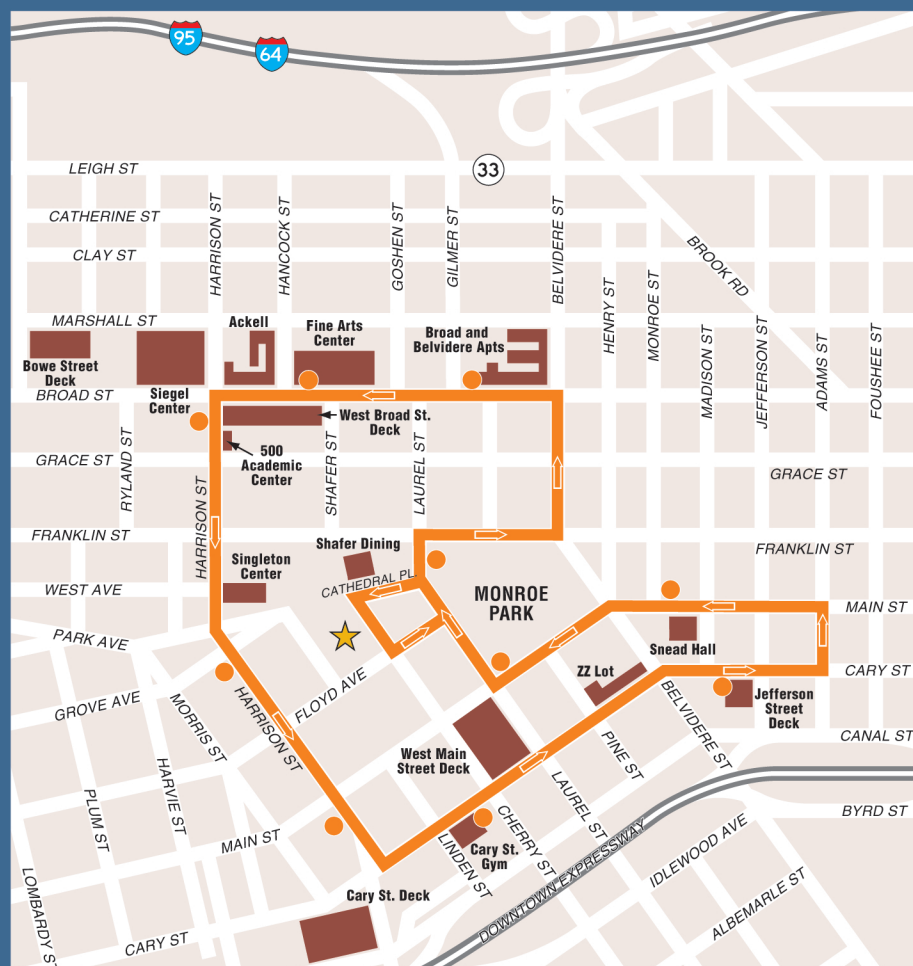 95
64
LEIGH ST
33
CATHERINE ST
CLAY ST
HARRISON ST
HANCOCK ST
GOSHEN ST
GILMER ST
BELVIDERE ST
BROOK RD
HENRY ST
MONROE ST
MADISON ST
JEFFERSON ST
ADAMS ST
FOUSHEE ST
MARSHALL ST
Ackell
Fine Arts
Center
Broad and
Belvidere Apts
Bowe Street
Deck
Siegel
Center
BROAD ST
West Broad St.
Deck
500
Academic
Center
GRACE ST
RYLAND ST
HARRISON ST
SHAFER ST
LAUREL ST
GRACE ST
FRANKLIN ST
Shafer Dining
FRANKLIN ST
Singleton
Center
CATHEDRAL PL.
WEST AVE
MONROE
PARK
MAIN ST
PARK AVE
Snead Hall
CARY ST
ZZ Lot
GROVE AVE
FLOYD AVE
MORRIS ST
HARRISON ST
BELVIDERE ST
Jefferson
Street
Deck
CANAL ST
West Main
Street Deck
PINE ST
PLUM ST
HARVIE ST
LAUREL ST
CHERRY ST
BYRD ST
MAIN ST
Cary St.
Gym
LINDEN ST
DOWNTOWN EXPRESSWAY
IDLEWOOD AVE
LOMBARDY ST
Cary St. Deck
ALBEMARLE ST
CARY ST